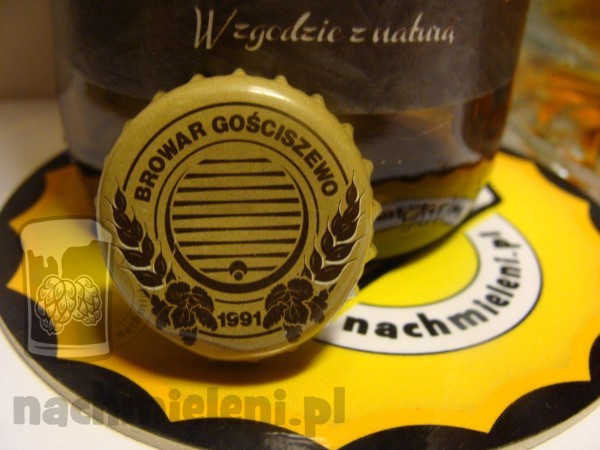 W zgodzie z naturą
BROWAR GOŚCISZEWO
1991
nachmieleni.pl
nachmieleni.pl